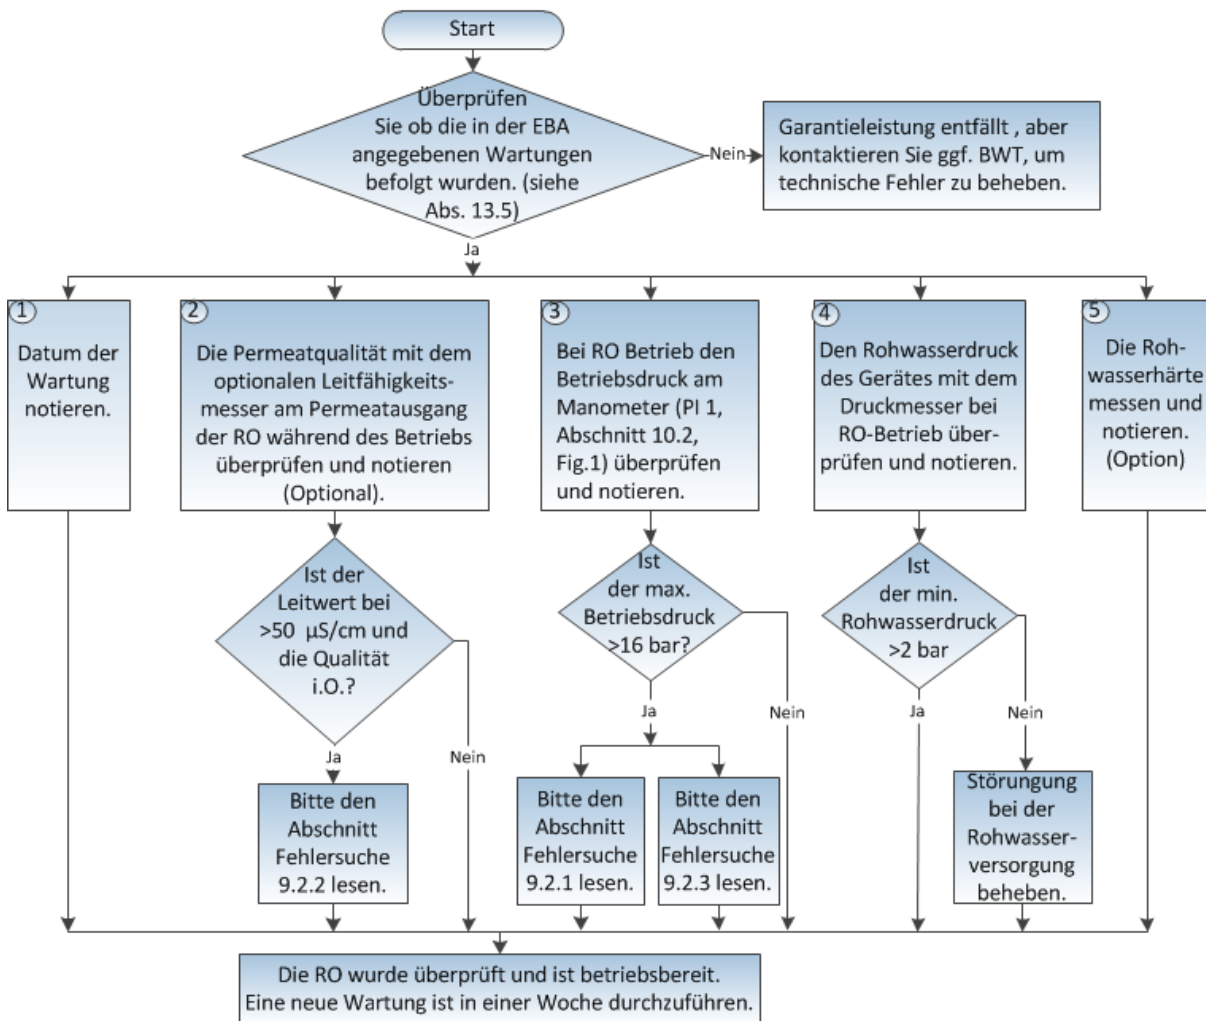 Start
Überprüfen
Sie ob die in der EBA
angegebenen Wartungen
befolgt wurden. (siehe
Abs. 13.5)
Nein
Garantieleistung entfällt , aber
kontaktieren Sie ggf. BWT, um
technische Fehler zu beheben.
Ja
1
Datum der
Wartung
notieren.
2
Die Permeatqualität mit dem
optionalen Leitfähigkeits-
messer am Permeatausgang
der RO während des Betriebs
überprüfen und notieren
(Optional).
3
Bei RO Betrieb den
Betriebsdruck am
Manometer (PI 1,
Abschnitt 10.2,
Fig.1) überprüfen
und notieren.
4
Den Rohwasserdruck
des Gerätes mit dem
Druckmesser bei
RO-Betrieb über-
prüfen und notieren.
5
Die Roh-
wasserhärte
messen und
notieren.
(Option)
Ist der
Leitwert bei
>50 µS/cm und
die Qualität
i.O.?
Ja
Nein
Bitte den
Abschnitt
Fehlersuche
9.2.2 lesen.
Ist
der max.
Betriebsdruck
>16 bar?
Ja
Nein
Bitte den
Abschnitt
Fehlersuche
9.2.1 lesen.
Bitte den
Abschnitt
Fehlersuche
9.2.3 lesen.
Ist
der min.
Rohwasserdruck
>2 bar
Ja
Nein
Störungung
bei der
Rohwasser-
versorgung
beheben.
Die RO wurde überprüft und ist betriebsbereit.
Eine neue Wartung ist in einer Woche durchzuführen.